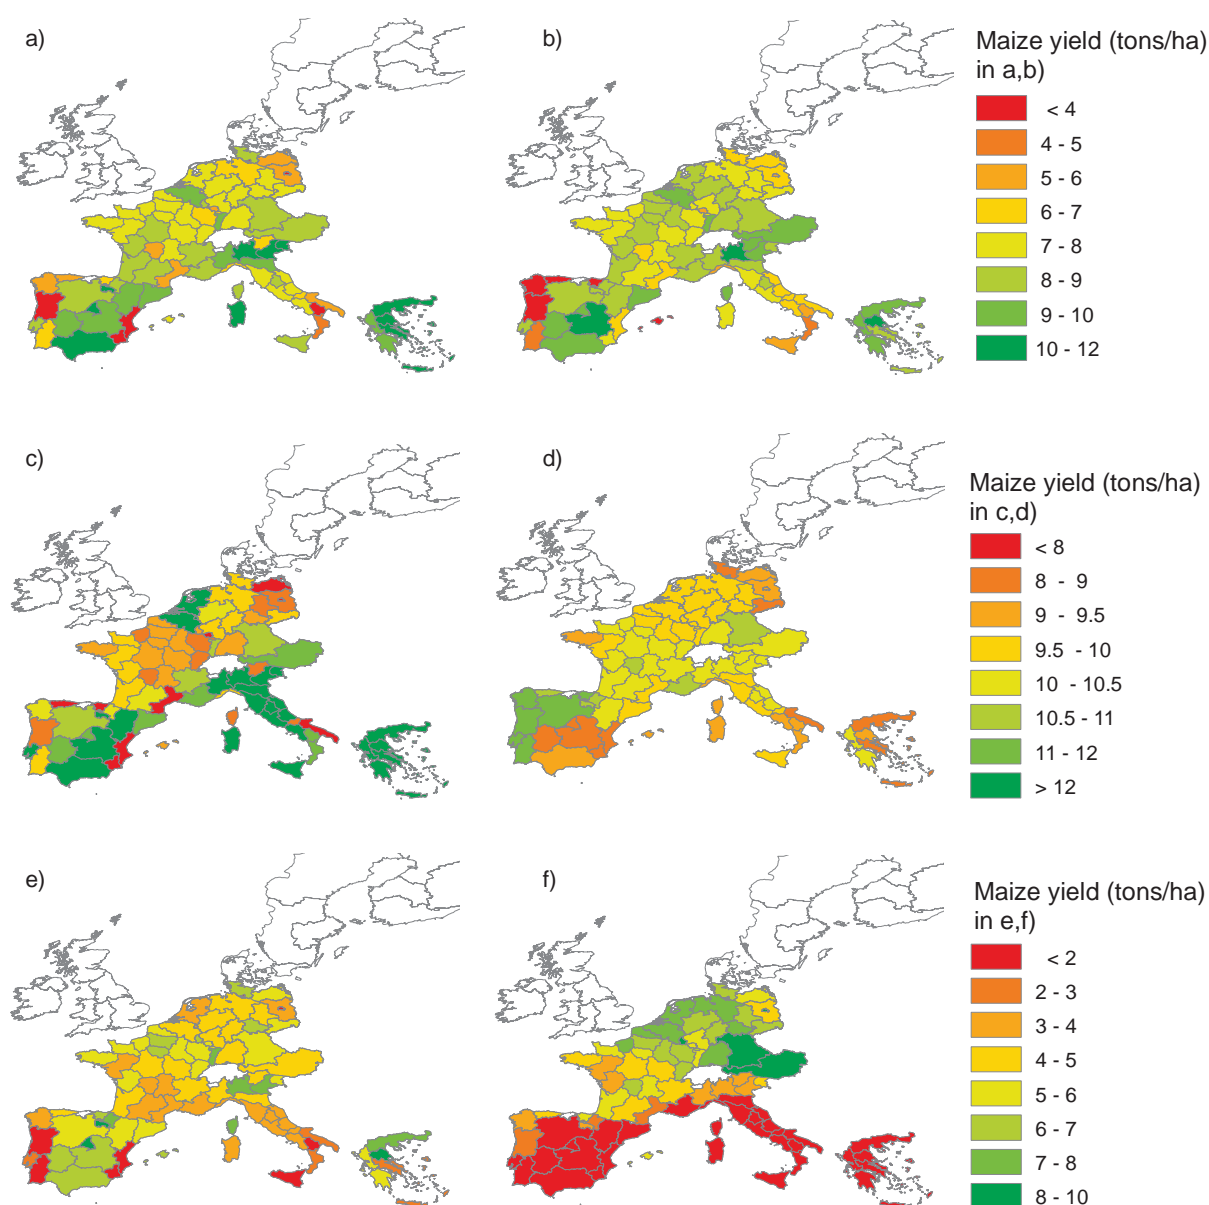 a)
b)
Maize yield (tons/ha)
in a,b)
< 4
4 - 5
5 - 6
6 - 7
7 - 8
8 - 9
9 - 10
10 - 12
c)
d)
Maize yield (tons/ha)
in c,d)
< 8
8 - 9
9 - 9.5
9.5 - 10
10 - 10.5
10.5 - 11
11 - 12
> 12
e)
f)
Maize yield (tons/ha)
in e,f)
< 2
2 - 3
3 - 4
4 - 5
5 - 6
6 - 7
7 - 8
8 - 10